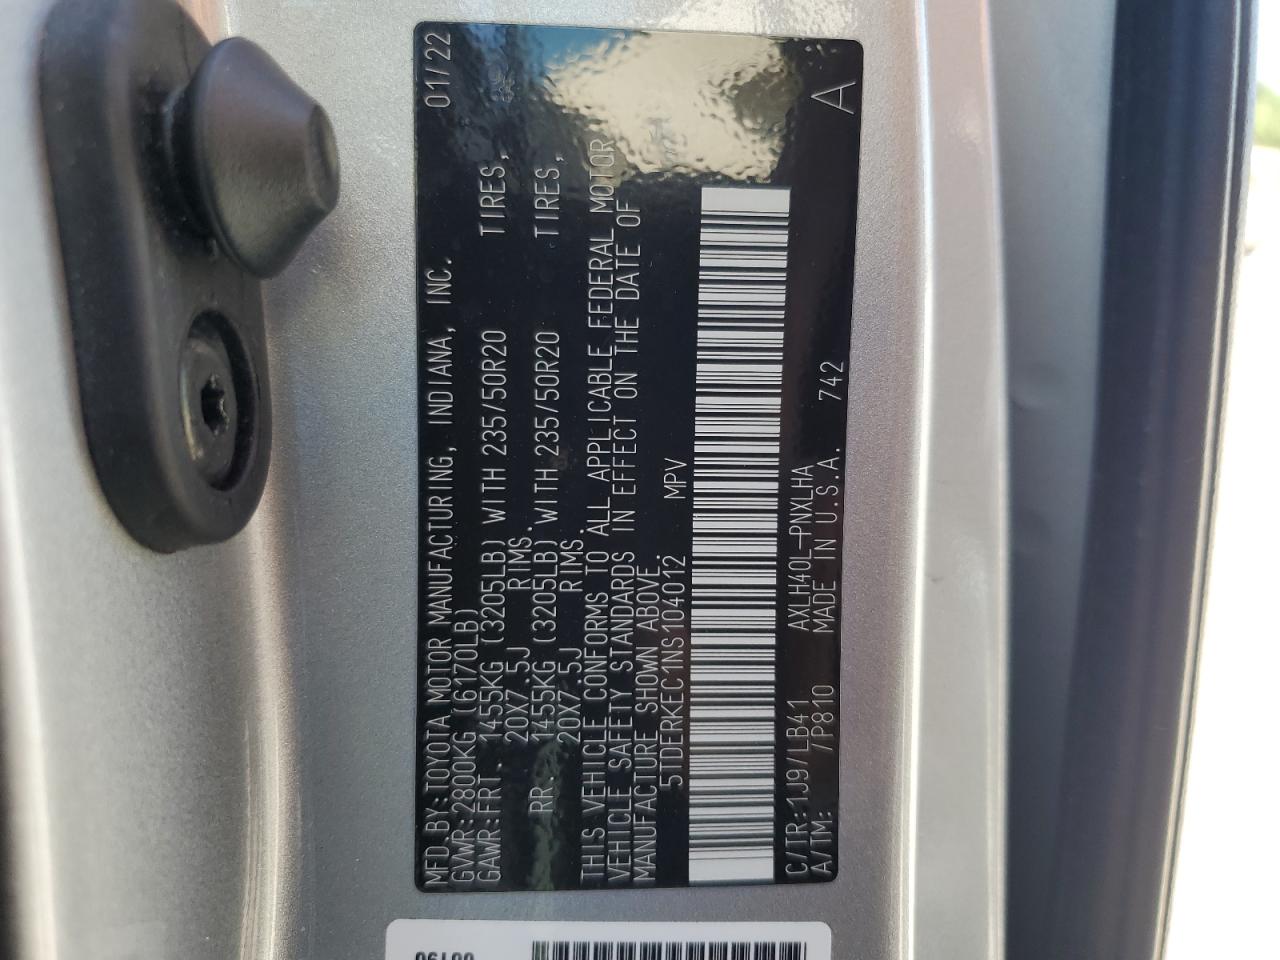 MFD.BY:TOYOTA MOTOR MANUFACTURING, INDIANA, INC. 01/22
GVWR:2800KG (6170LB)
GAWR:FRT. 1455KG (3205LB) WITH 235/50R20 TIRES,
20X7.5J RIMS.
RR. 1455KG (3205LB) WITH 235/50R20 TIRES,
20X7.5J RIMS.
THIS VEHICLE CONFORMS TO ALL APPLICABLE FEDERAL MOTOR
VEHICLE SAFETY STANDARDS IN EFFECT ON THE DATE OF
MANUFACTURE SHOWN ABOVE.
5TDERKEC1NS104012 MPV
C/TR:1J9/LB41 AXLH40L-PNXLHA
A/TM: /P810 MADE IN U.S.A. 742 A